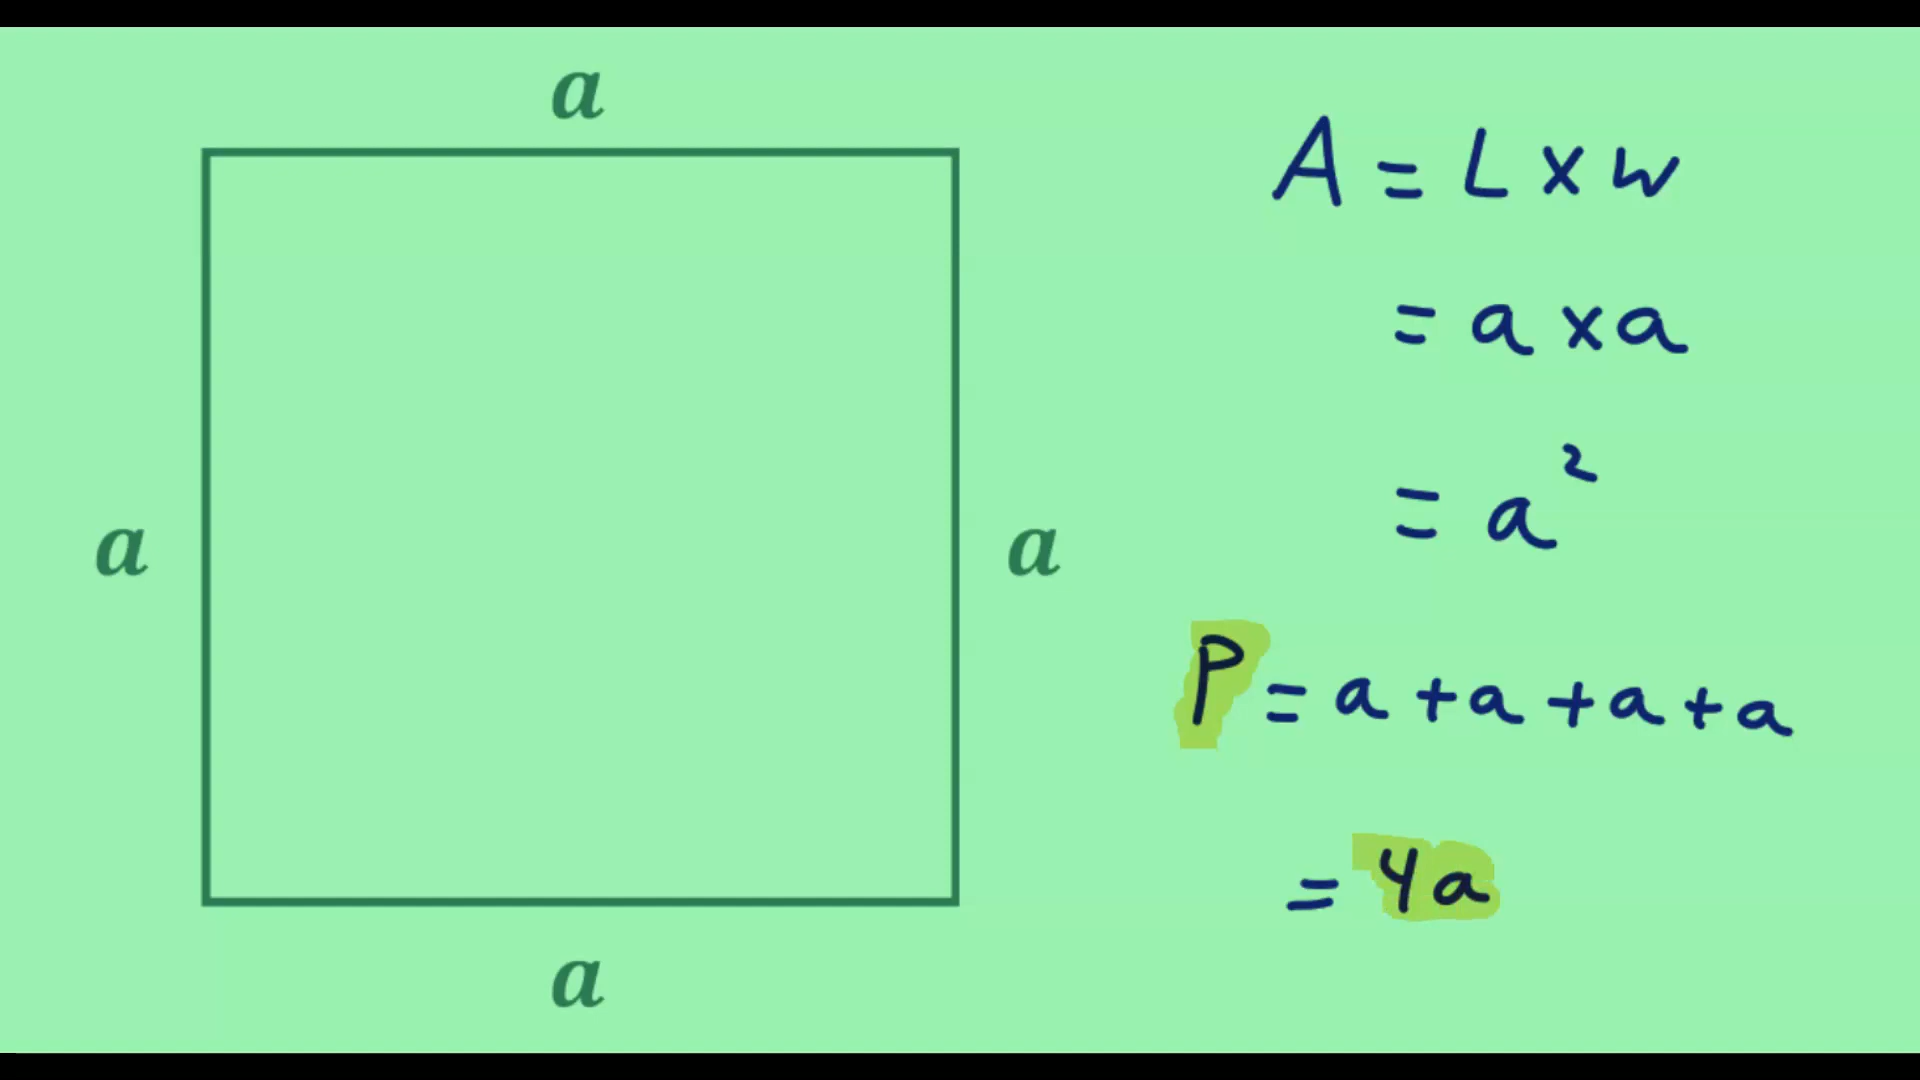 a
A = L x w
= a x a
= a²
a
a
P = a + a + a + a
= 4a
a